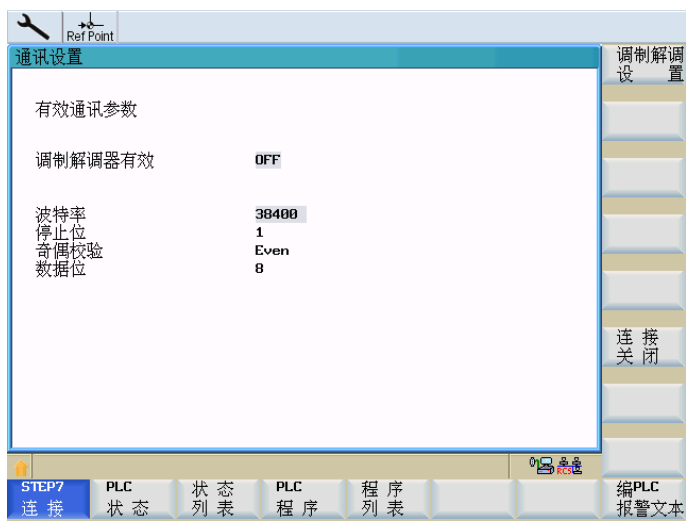 Ref Point
通讯设置
调制解调
设 置
有效通讯参数
调制解调器有效 OFF
波特率 38400
停止位 1
奇偶校验 Even
数据位 8
连 接
关 闭
RCS
STEP7
连 接
PLC
状 态
状 态
列 表
PLC
程 序
程 序
列 表
编PLC
报警文本